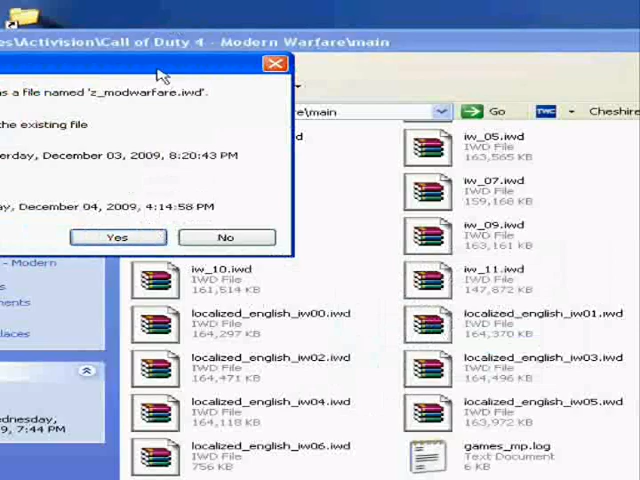 es\Activision\Call of Duty 4 - Modern Warfare\main
s a file named 'z_modwarfare.iwd'.
the existing file
erday, December 03, 2009, 8:20:43 PM
ay, December 04, 2009, 4:14:58 PM
Yes
No
re\main
Go
TWC
Cheshire
d
iw_05.iwd
163,565 KB
iw_07.iwd
IWD File
159,168 KB
iw_09.iwd
IWD File
163,161 KB
iw_10.iwd
IWD File
161,514 KB
iw_11.iwd
IWD File
147,872 KB
localized_english_iw00.iwd
IWD File
164,297 KB
localized_english_iw01.iwd
IWD File
164,370 KB
localized_english_iw02.iwd
IWD File
164,471 KB
localized_english_iw03.iwd
IWD File
164,496 KB
localized_english_iw04.iwd
IWD File
164,118 KB
localized_english_iw05.iwd
IWD File
163,972 KB
localized_english_iw06.iwd
IWD File
756 KB
games_mp.log
Text Document
6 KB
- Modern
s
ments
laces
dnesday,
9, 7:44 PM